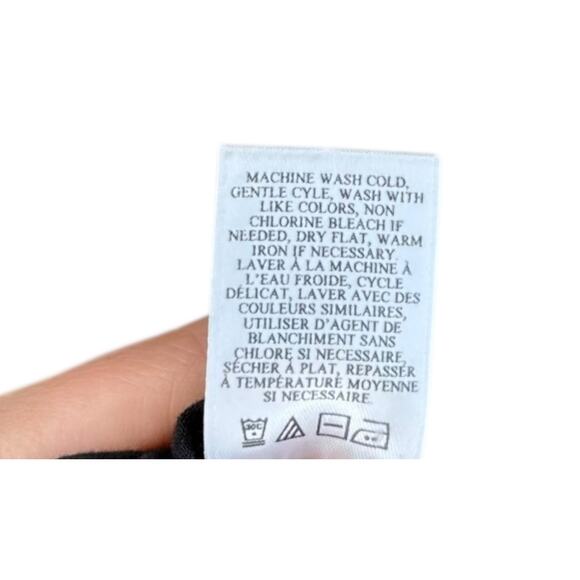 MACHINE WASH COLD,
GENTLE CYLE, WASH WITH
LIKE COLORS, NON
CHLORINE BLEACH IF
NEEDED, DRY FLAT, WARM
IRON IF NECESSARY.
LAVER À LA MACHINE À
L'EAU FROIDE, CYCLE
DÉLICAT, LAVER AVEC DES
COULEURS SIMILAIRES,
UTILISER D'AGENT DE
BLANCHIMENT SANS
CHLORE SI NECESSAIRE,
SÉCHER À PLAT, REPASSER
À TEMPÉRATURE MOYENNE
SI NECESSAIRE.
30C